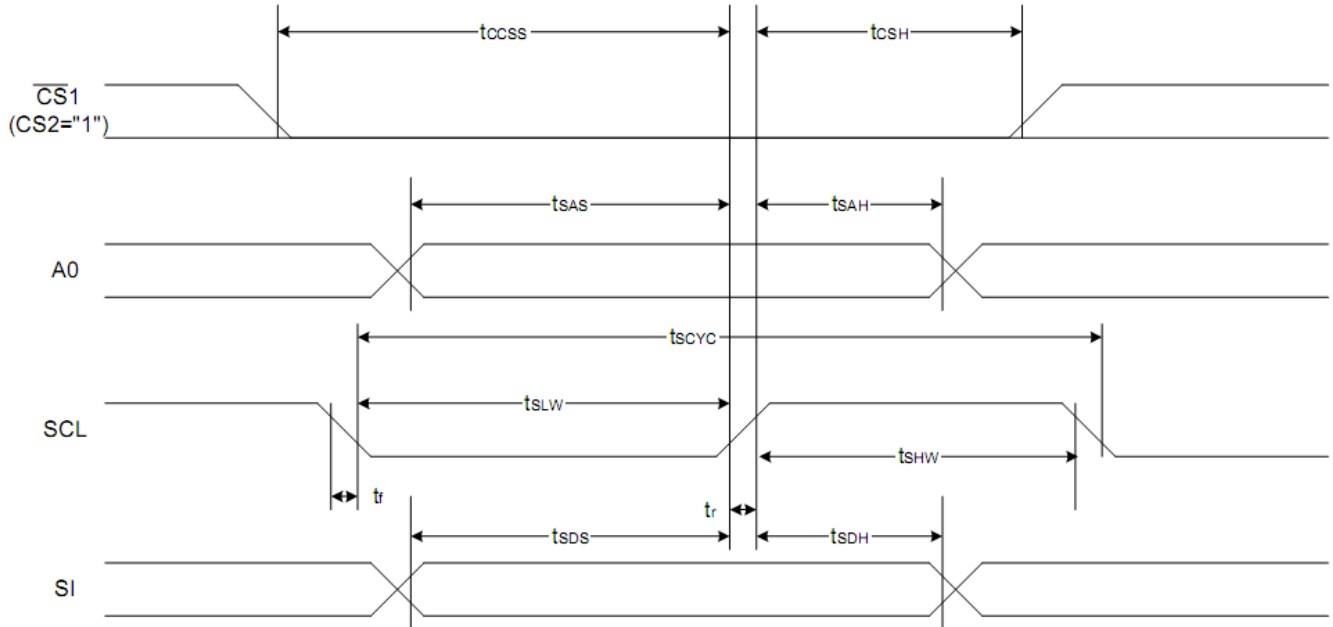 tCCSS
tCSH
CS1
(CS2="1")
tSAS
tSAH
A0
tSCYC
tSLW
SCL
tSHW
tf
tr
tSDS
tSDH
SI